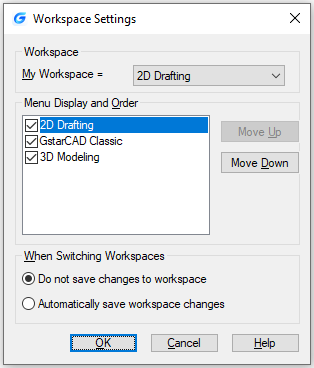 Workspace Settings
Workspace
My Workspace =
2D Drafting
Menu Display and Order
2D Drafting
GstarCAD Classic
3D Modeling
Move Up
Move Down
When Switching Workspaces
Do not save changes to workspace
Automatically save workspace changes
OK
Cancel
Help